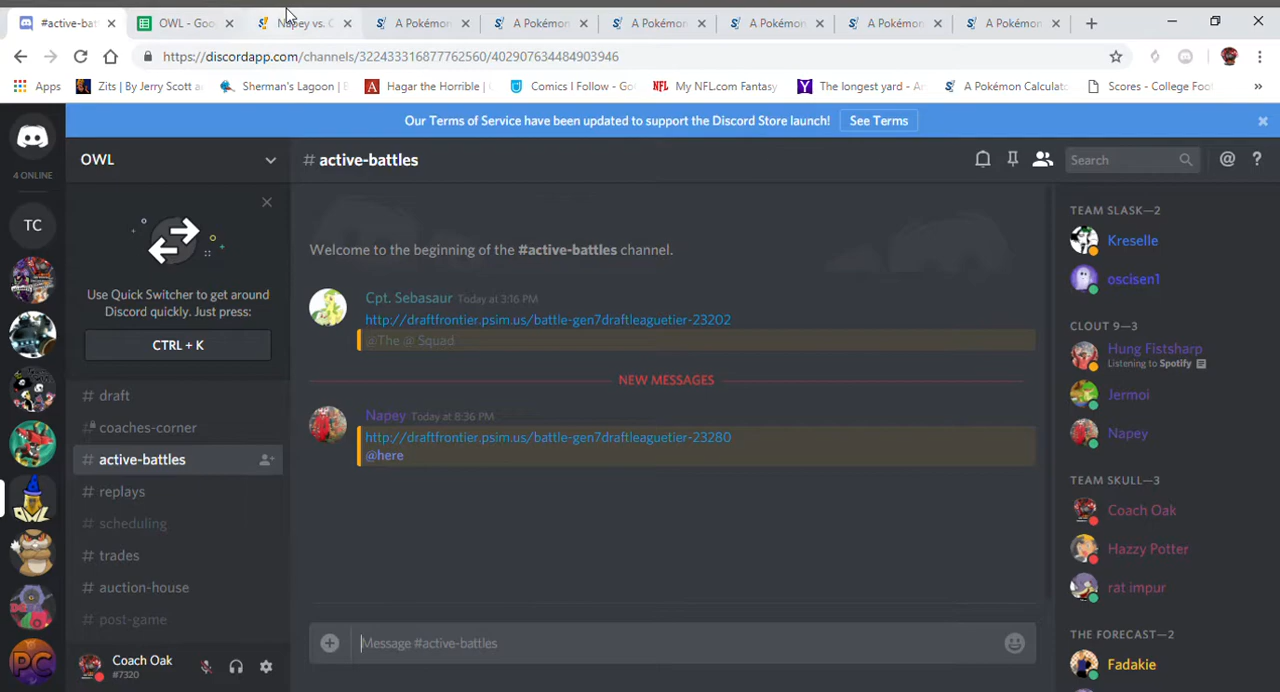 #active-bat
OWL - Goo
Napey vs. C
A Pokémon
A Pokémon
A Pokémon
A Pokémon
A Pokémon
A Pokémon
https://discordapp.com/channels/322433316877762560/402907634484903946
Apps
Zits | By Jerry Scott a
Sherman's Lagoon | B
Hagar the Horrible |
Comics I Follow - Go
NFL My NFL.com Fantasy
The longest yard - A
A Pokémon Calculato
Scores - College Foot
»
Our Terms of Service have been updated to support the Discord Store launch! See Terms
4 ONLINE
TC
OWL
Use Quick Switcher to get around
Discord quickly. Just press:
CTRL + K
# draft
# coaches-corner
# active-battles
# replays
# scheduling
# trades
# auction-house
# post-game
Coach Oak
#7320
# active-battles
Search
@ ?
Welcome to the beginning of the #active-battles channel.
Cpt. Sebasaur Today at 3:16 PM
http://draftfrontier.psim.us/battle-gen7draftleaguetier-23202
@The @ Squad
NEW MESSAGES
Napey Today at 8:36 PM
http://draftfrontier.psim.us/battle-gen7draftleaguetier-23280
@here
Message #active-battles
TEAM SLASK—2
Kreselle
oscisen1
CLOUT 9—3
Hung Fistsharp
Listening to Spotify
Jermoi
Napey
TEAM SKULL—3
Coach Oak
Hazzy Potter
rat impur
THE FORECAST—2
Fadakie
PC